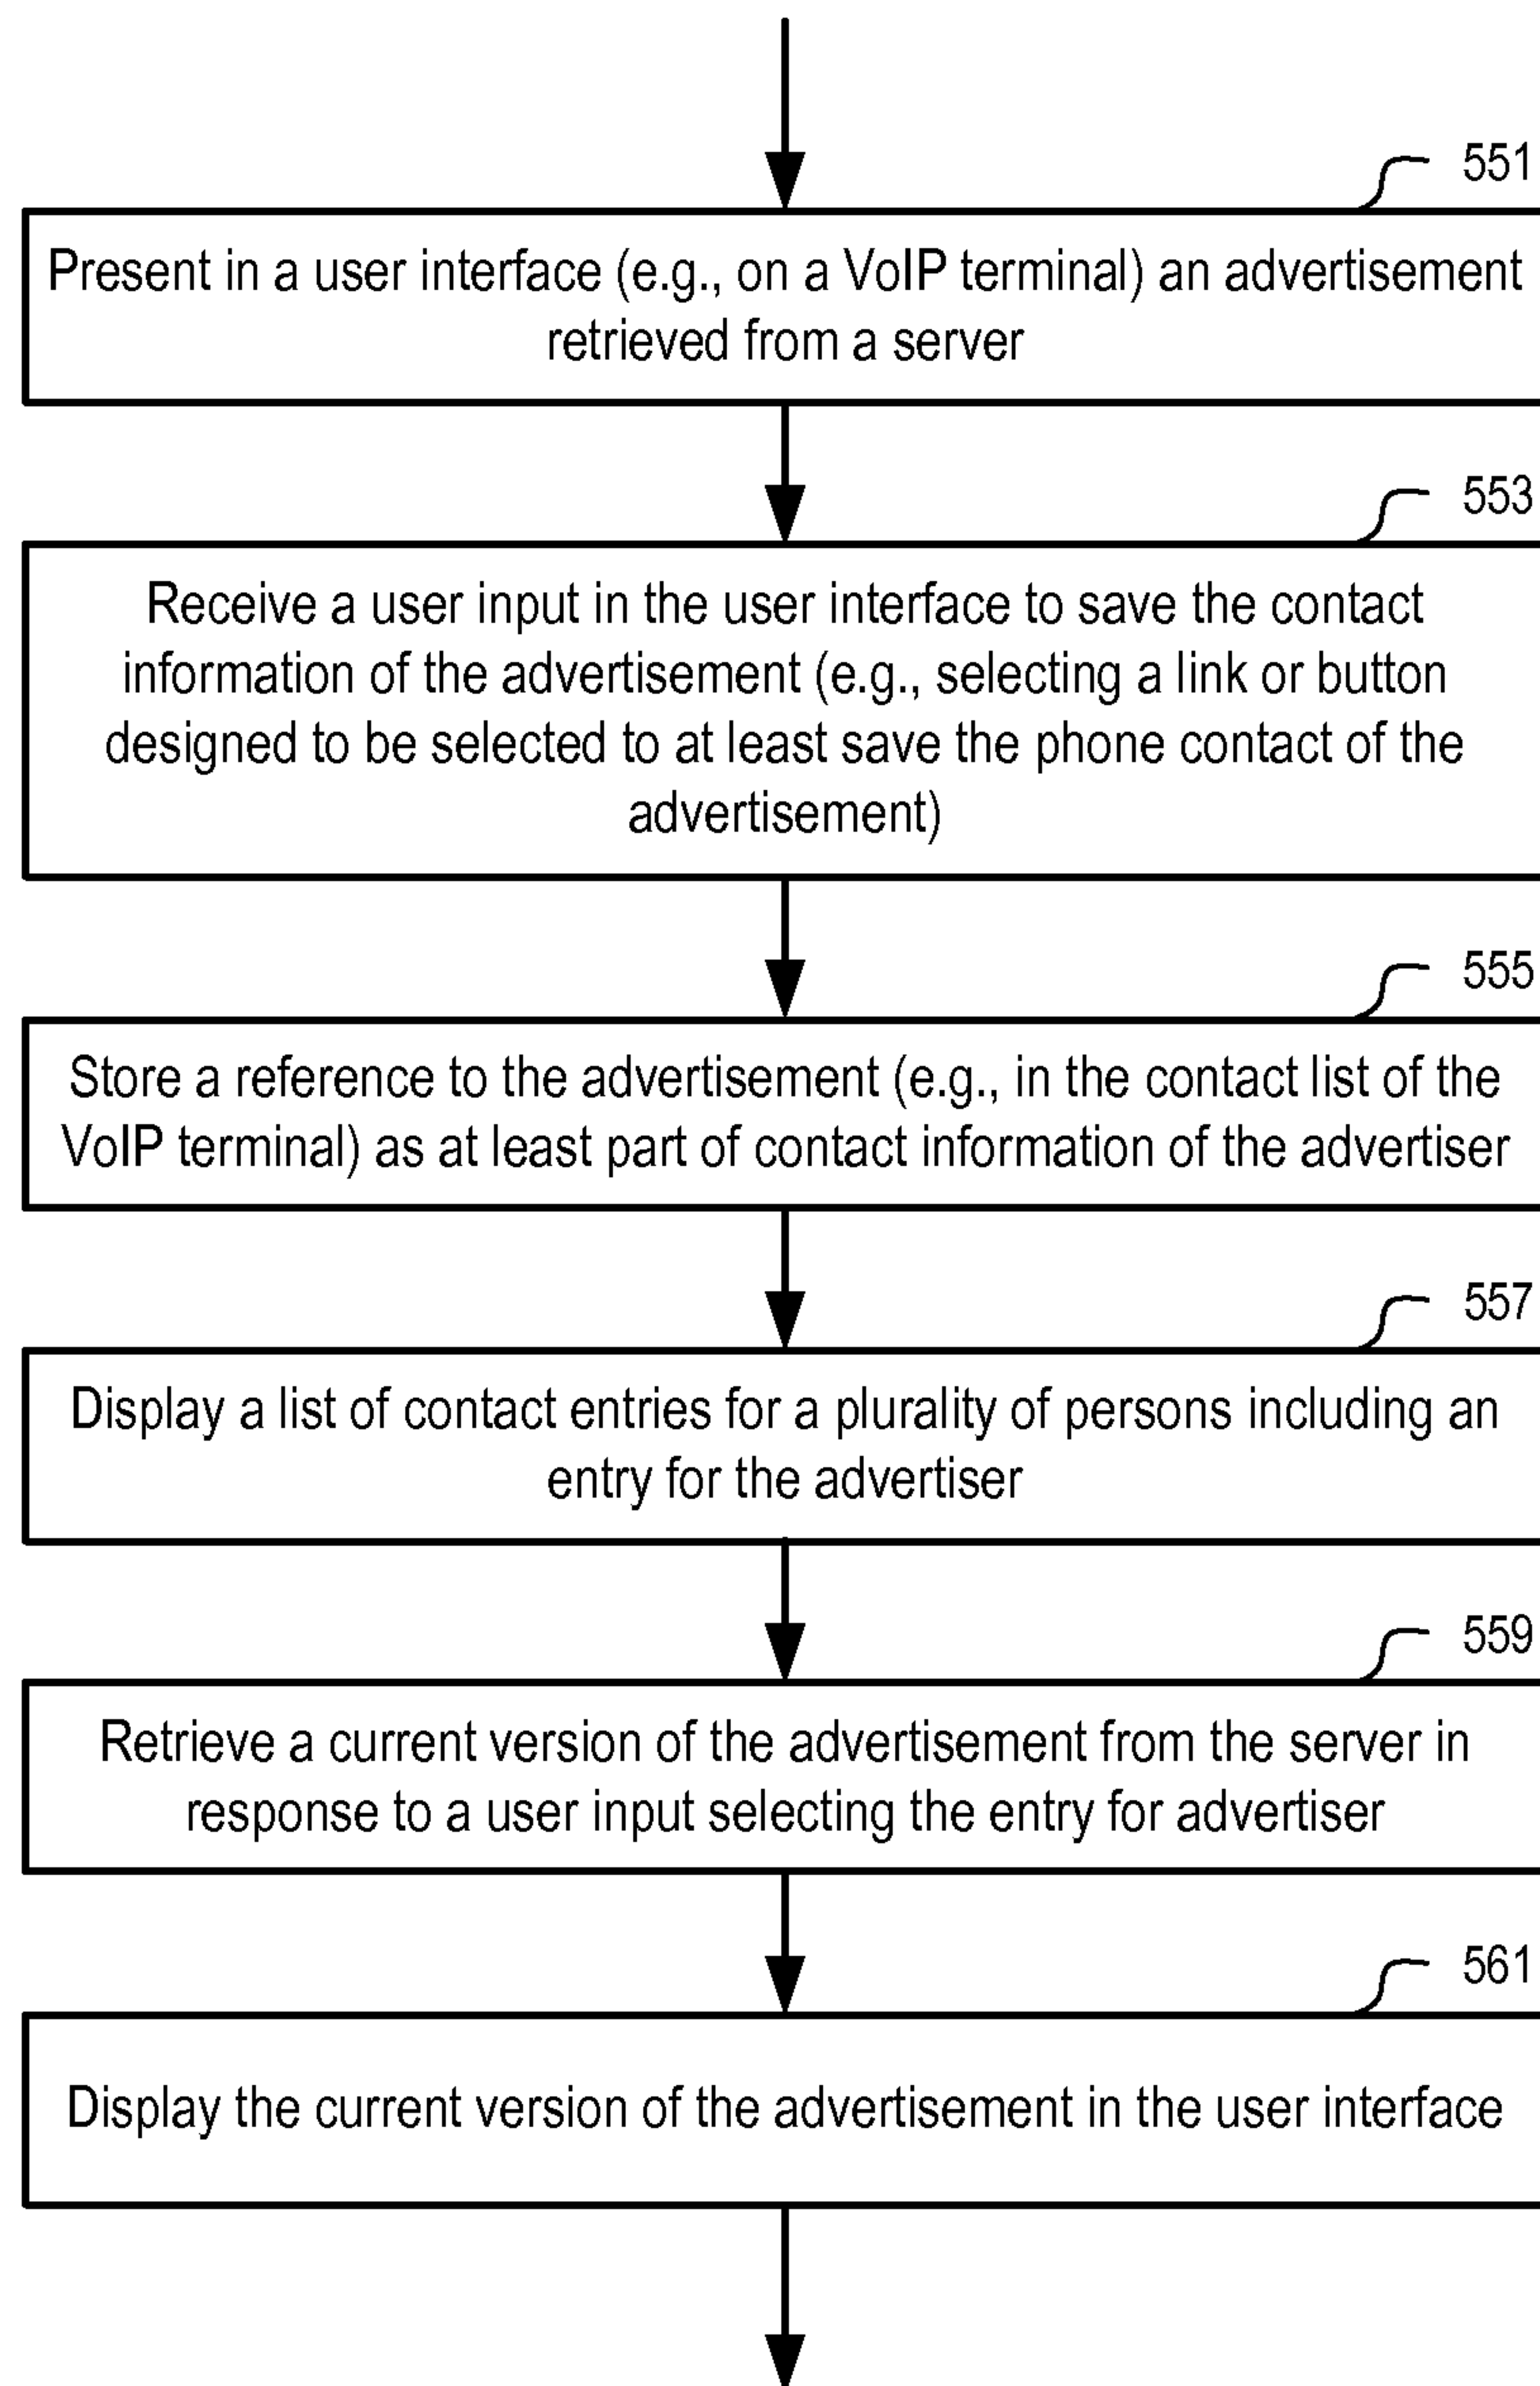 551
Present in a user interface (e.g., on a VoIP terminal) an advertisement
retrieved from a server
553
Receive a user input in the user interface to save the contact
information of the advertisement (e.g., selecting a link or button
designed to be selected to at least save the phone contact of the
advertisement)
555
Store a reference to the advertisement (e.g., in the contact list of the
VoIP terminal) as at least part of contact information of the advertiser
557
Display a list of contact entries for a plurality of persons including an
entry for the advertiser
559
Retrieve a current version of the advertisement from the server in
response to a user input selecting the entry for advertiser
561
Display the current version of the advertisement in the user interface